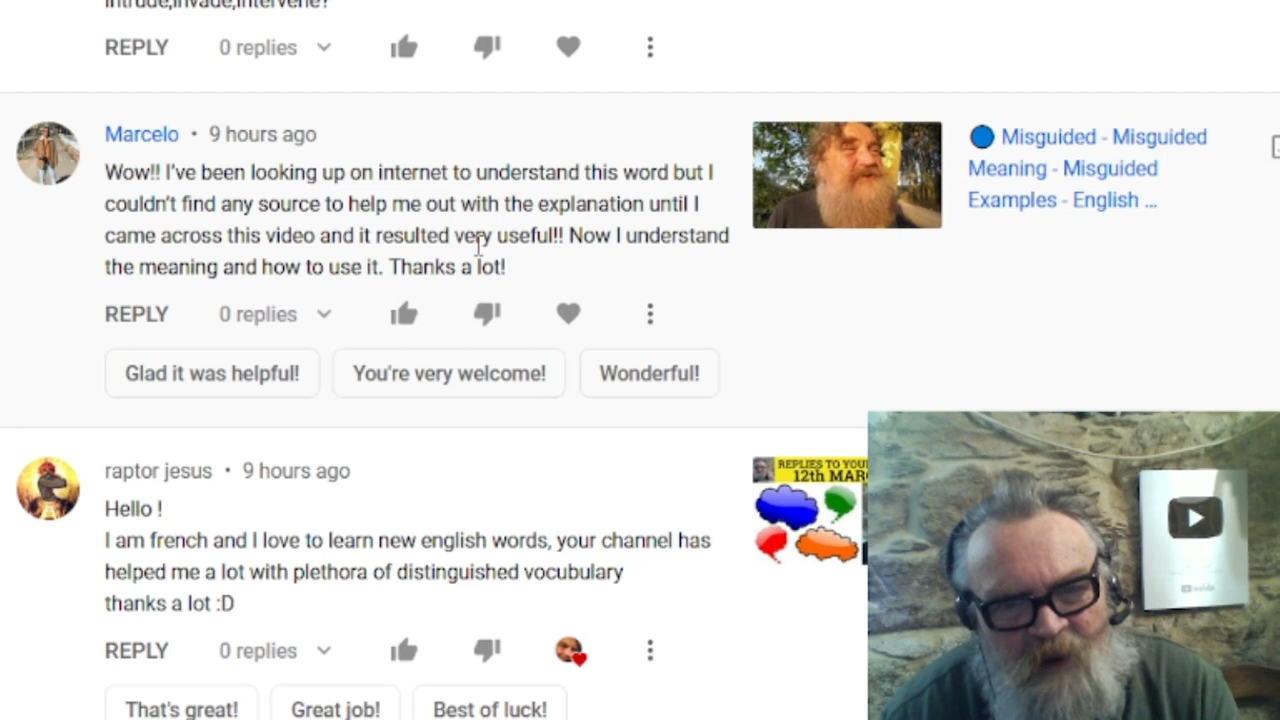 intrude,invade,intervene?
REPLY 0 replies
Marcelo • 9 hours ago
Wow!! I've been looking up on internet to understand this word but I
couldn't find any source to help me out with the explanation until I
came across this video and it resulted very useful!! Now I understand
the meaning and how to use it. Thanks a lot!
Misguided - Misguided
Meaning - Misguided
Examples - English ...
REPLY 0 replies
Glad it was helpful! You're very welcome! Wonderful!
raptor jesus • 9 hours ago
Hello !
I am french and I love to learn new english words, your channel has
helped me a lot with plethora of distinguished vocubulary
thanks a lot :D
REPLIES TO YOU
12th MAR
REPLY 0 replies
That's great! Great job! Best of luck!